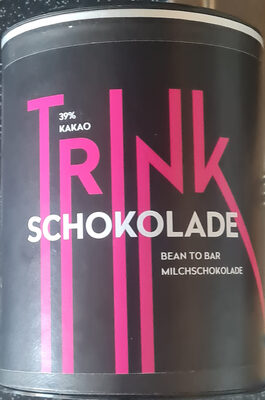 39%
KAKAO
TRINK
SCHOKOLADE
BEAN TO BAR
MILCHSCHOKOLADE